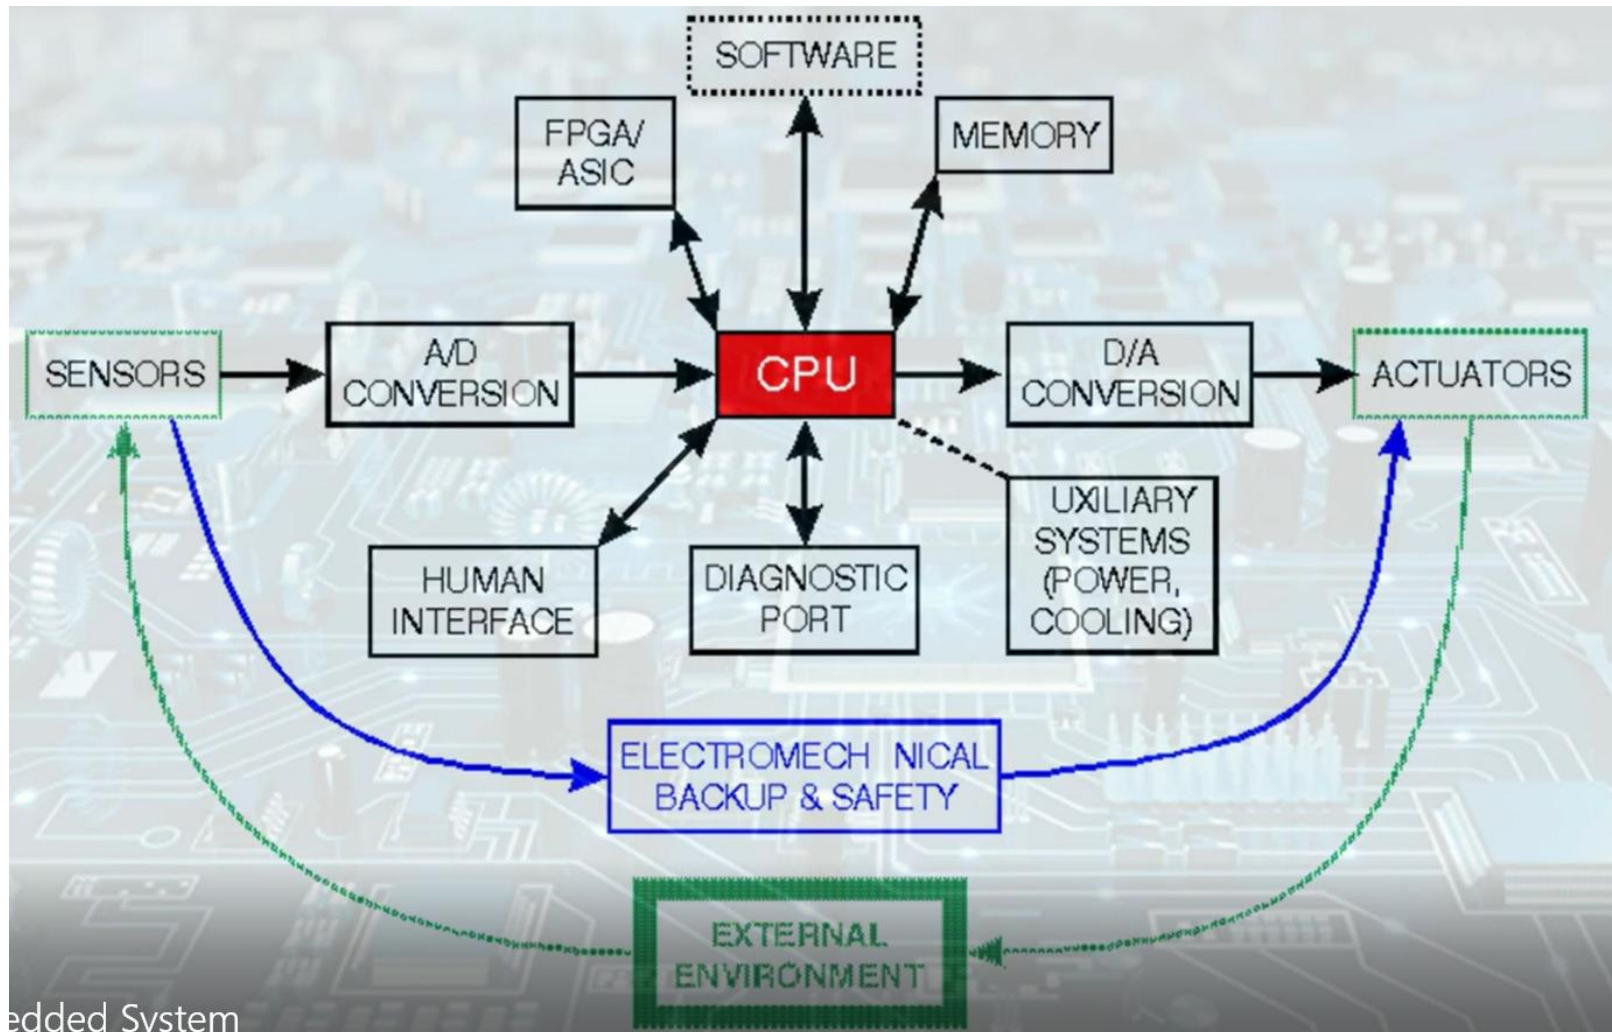 SOFTWARE
FPGA/
ASIC
MEMORY
SENSORS
A/D
CONVERSION
CPU
D/A
CONVERSION
ACTUATORS
HUMAN
INTERFACE
DIAGNOSTIC
PORT
UXILIARY
SYSTEMS
(POWER,
COOLING)
ELECTROMECH NICAL
BACKUP & SAFETY
EXTERNAL
ENVIRONMENT
edded System